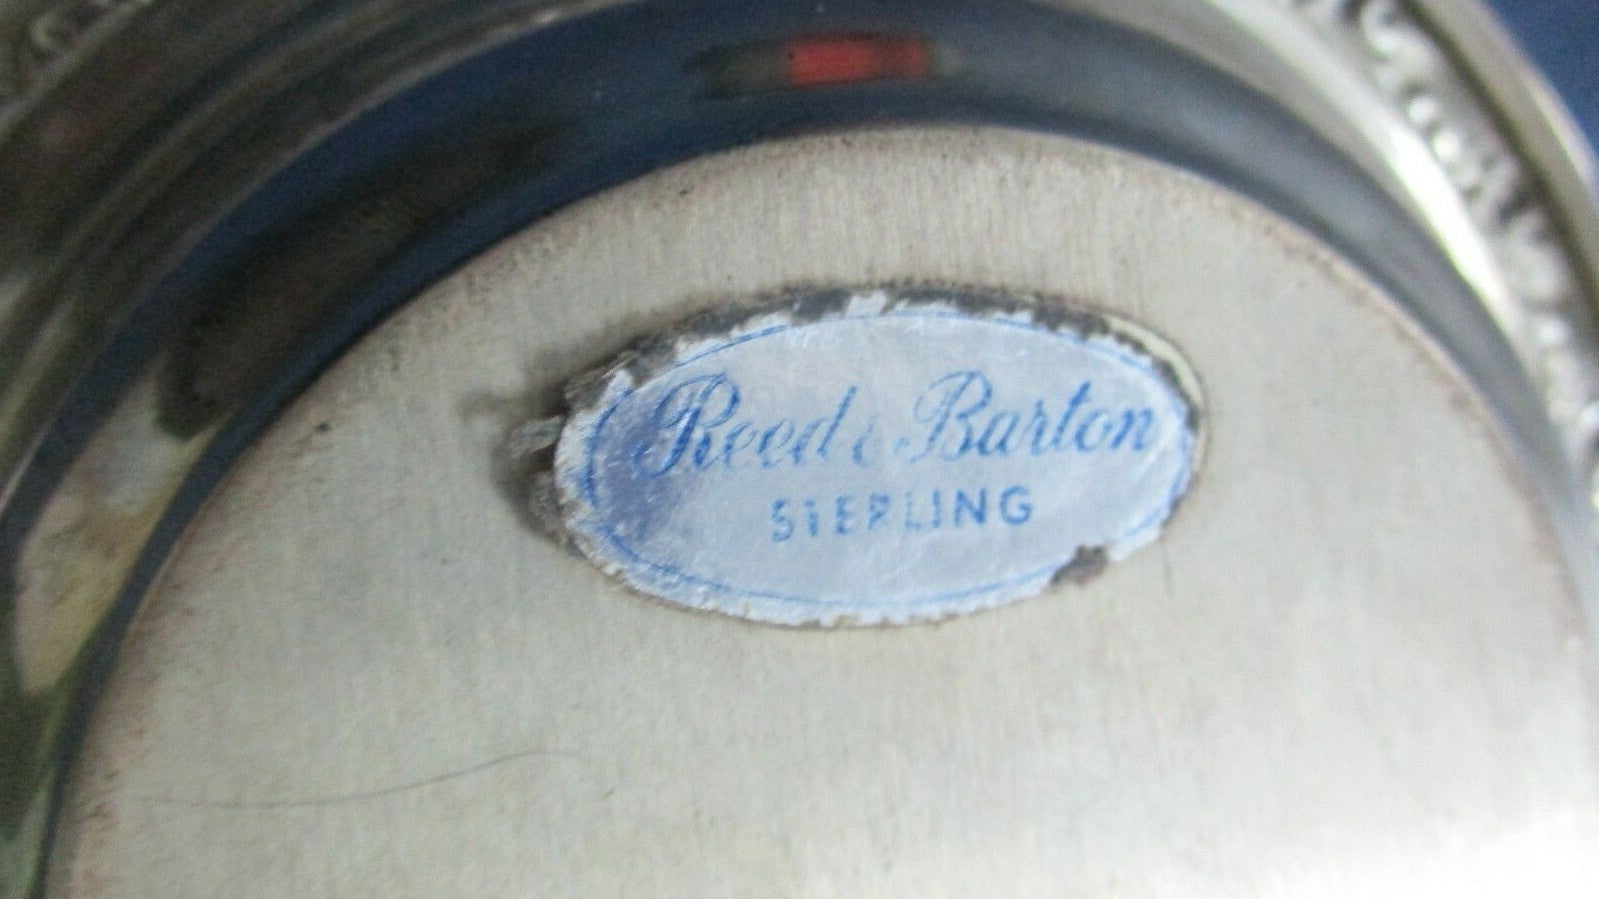 Reed & Barton
STERLING